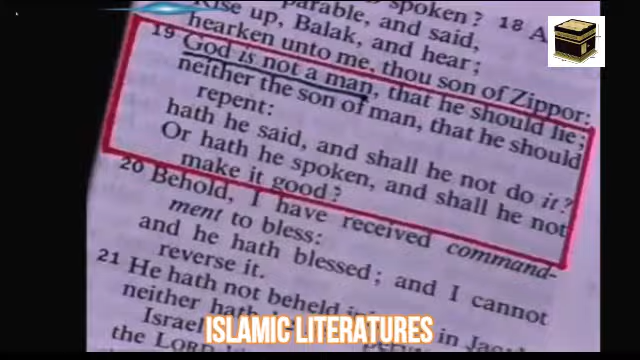 parable, and said,
spoken? 18
Rise up, Balak, and hear;
hearken unto me, thou son of Zippor:
19 God is not a man, that he should lie;
neither the son of man, that he should
repent:
hath he said, and shall he not do it?
Or hath he spoken, and shall he not
make it good?
20 Behold, I have received command-
ment to bless:
and he hath blessed; and I cannot
reverse it.
21 He hath not beheld in
neither hath
Israel
the LORD
ISLAMIC LITERATURES